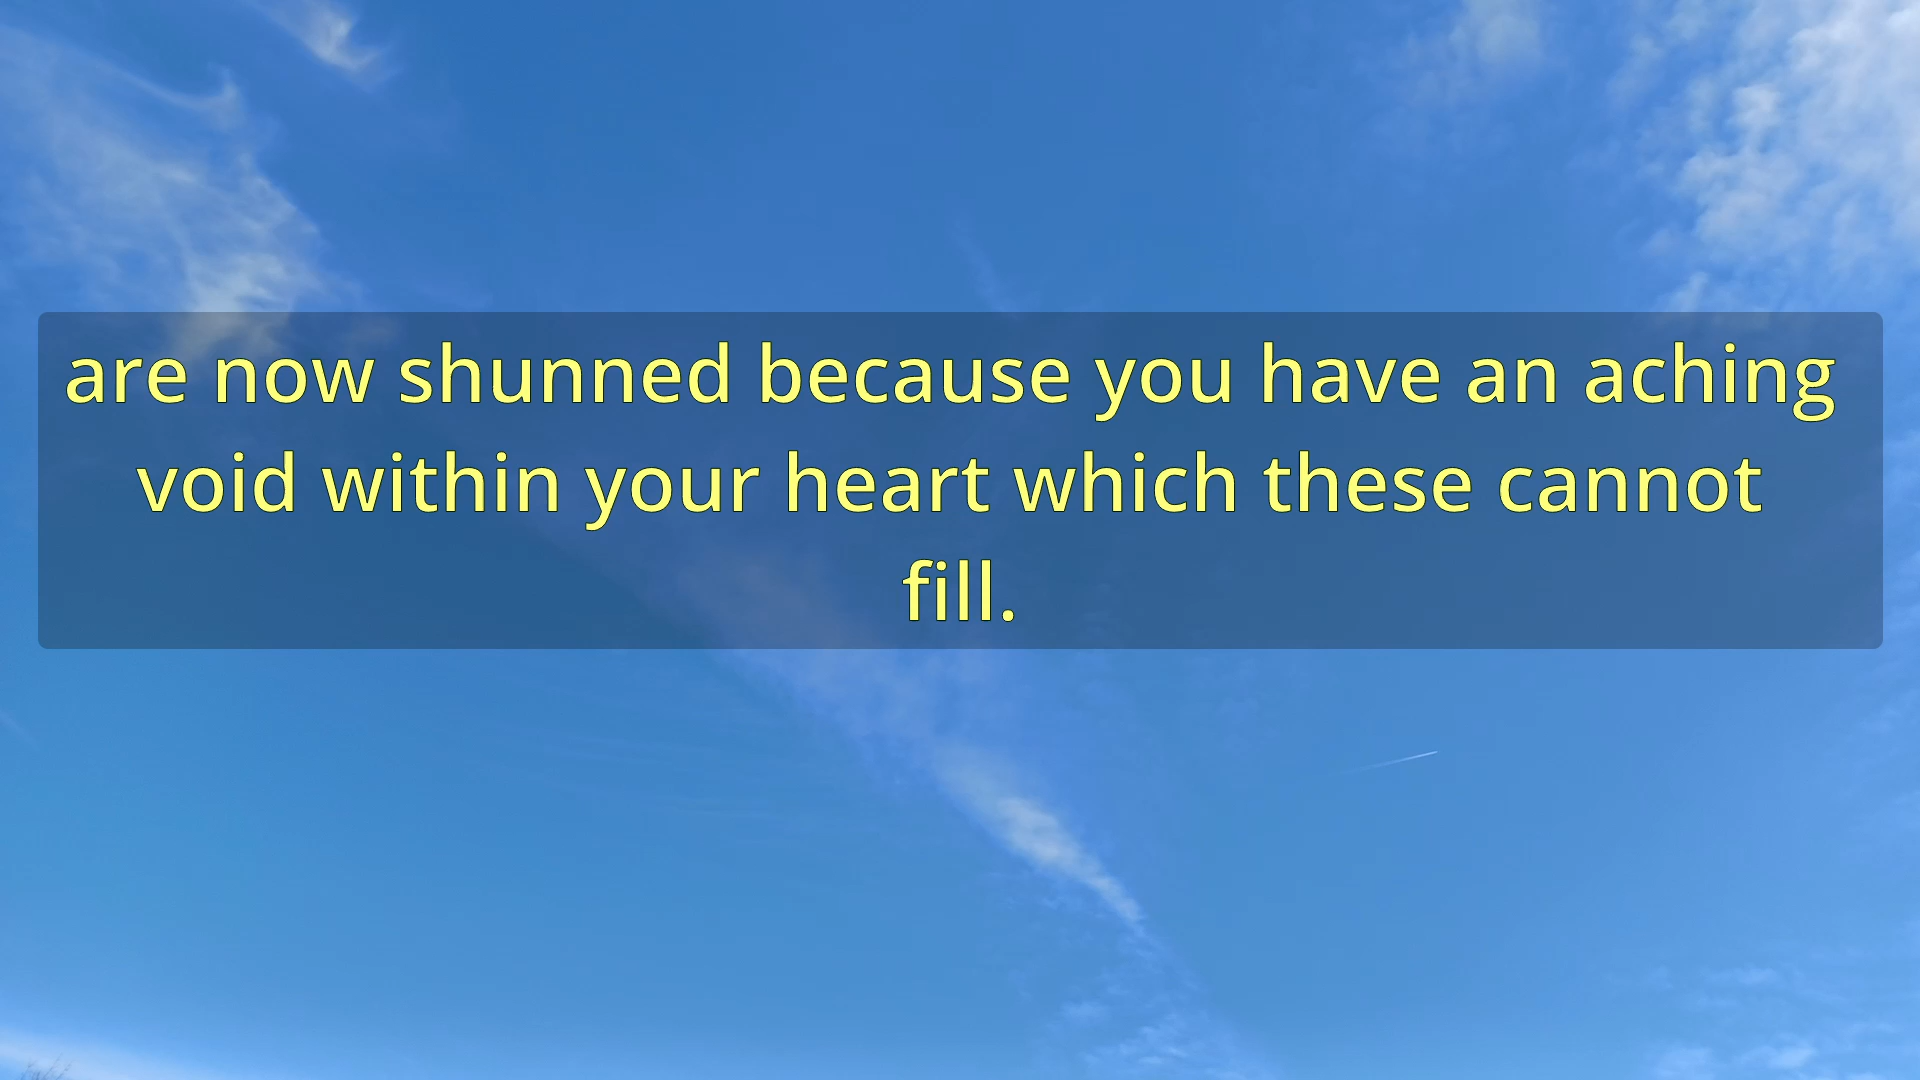 are now shunned because you have an aching
void within your heart which these cannot
fill.